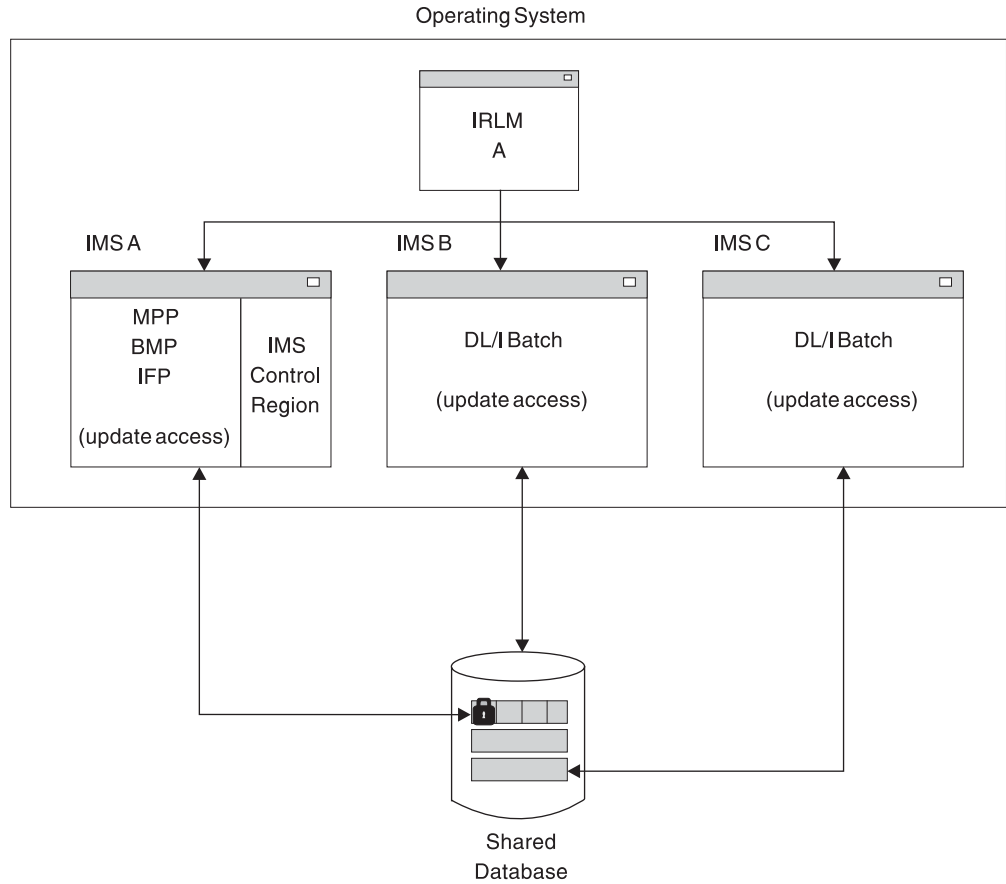 Operating System
IRLM
A
IMS A
IMS B
IMS C
MPP
BMP
IFP
(update access)
IMS
Control
Region
DL/I Batch
(update access)
DL/I Batch
(update access)
Shared
Database